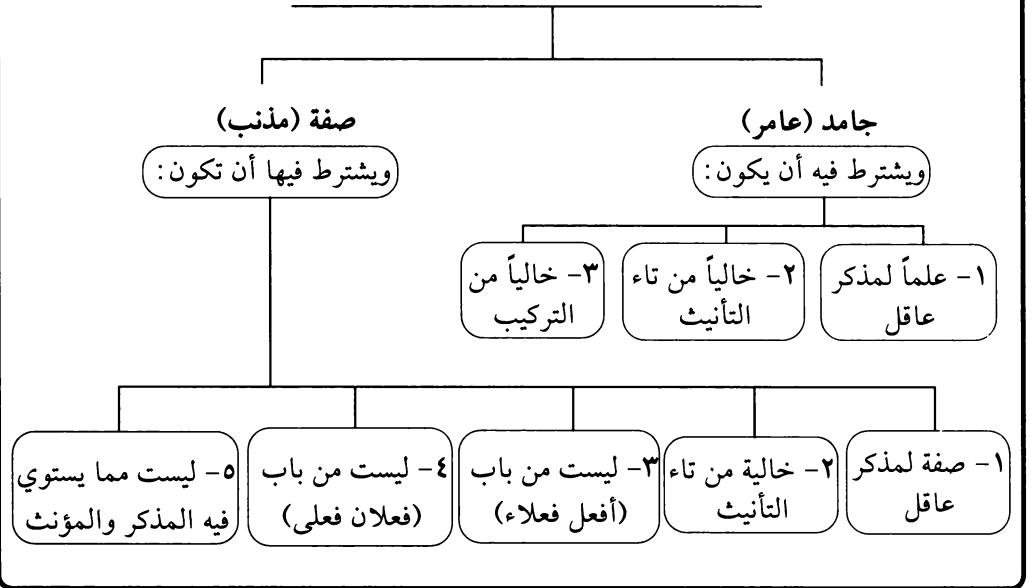 جامد (عامر)
ويشترط فيه أن يكون:
١- علماً لمذكر
عاقل
٢- خالياً من تاء
التأنيث
٣- خالياً من
التركيب
صفة (مذنب)
ويشترط فيها أن تكون:
١- صفة لمذكر
عاقل
٢- خالية من تاء
التأنيث
٣- ليست من باب
(أفعل فعلاء)
٤- ليست من باب
(فعلان فعلى)
٥- ليست مما يستوي
فيه المذكر والمؤنث